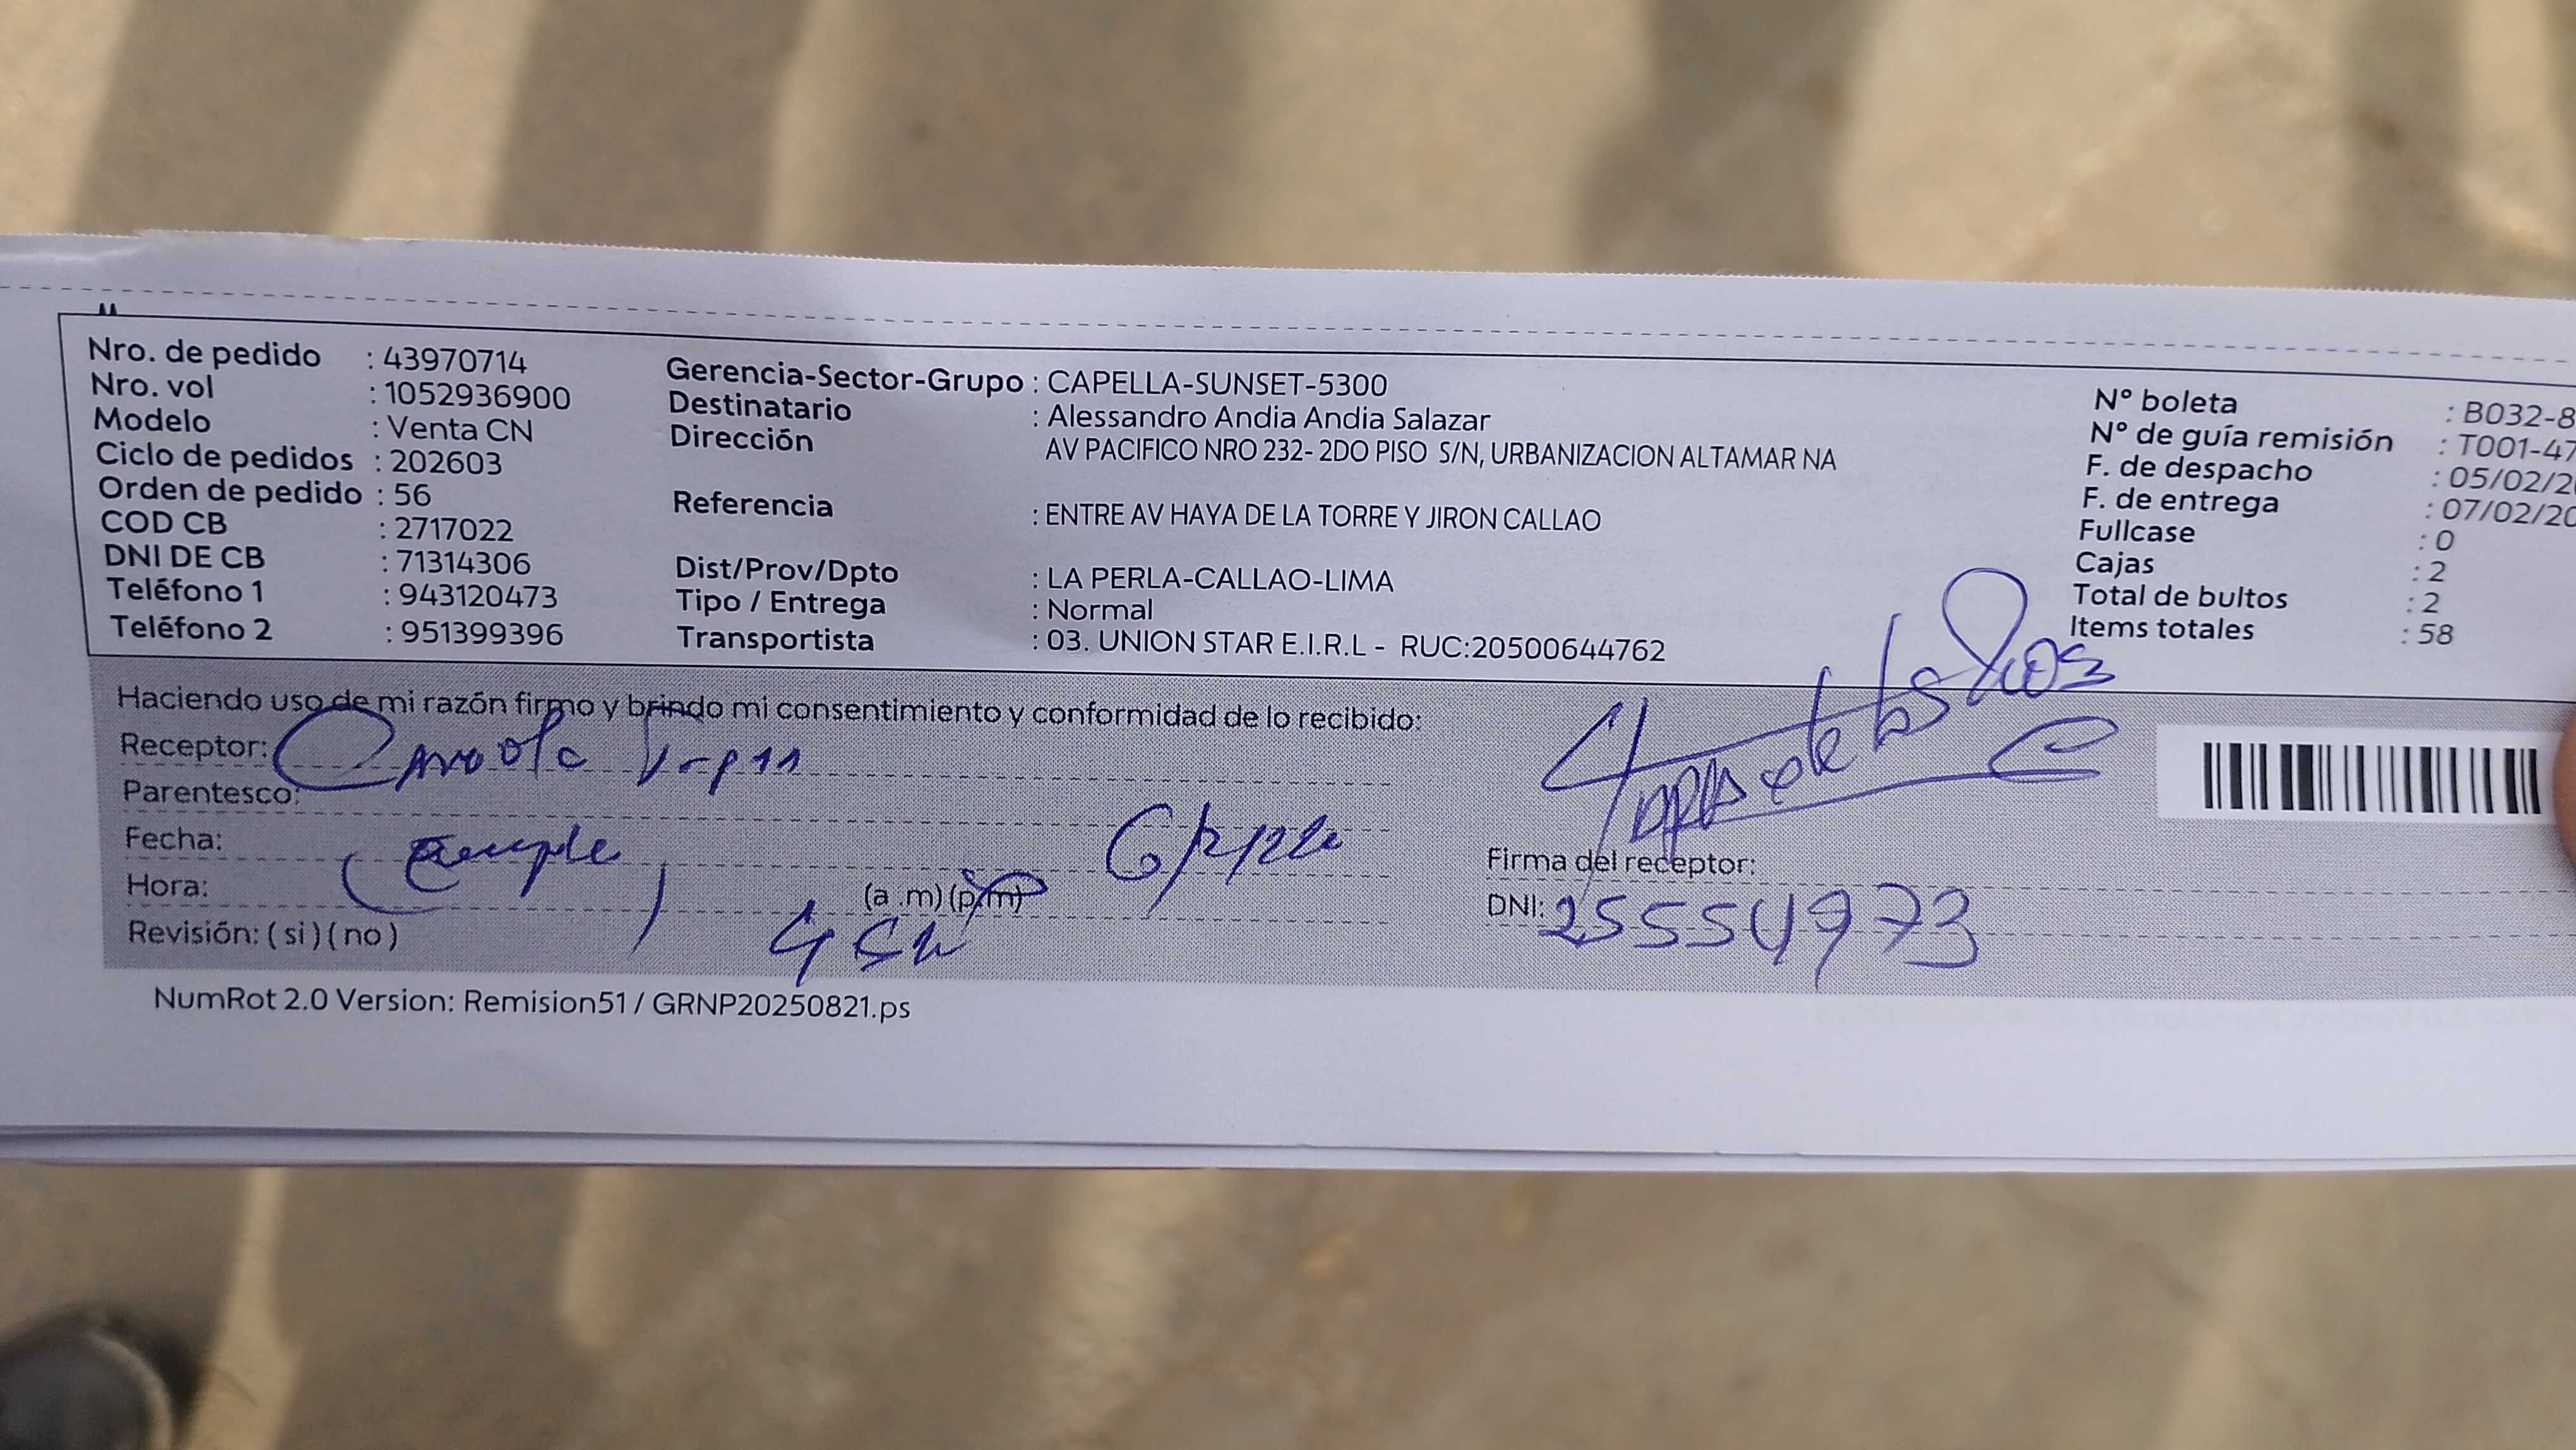 Nro. de pedido : 43970714
Nro. vol : 1052936900
Modelo : Venta CN
Ciclo de pedidos : 202603
Orden de pedido : 56
COD CB : 2717022
DNI DE CB : 71314306
Teléfono 1 : 943120473
Teléfono 2 : 951399396
Gerencia-Sector-Grupo : CAPELLA-SUNSET-5300
Destinatario : Alessandro Andia Andia Salazar
Dirección AV PACIFICO NRO 232- 2DO PISO S/N, URBANIZACION ALTAMAR NA
Referencia : ENTRE AV HAYA DE LA TORRE Y JIRON CALLAO
Dist/Prov/Dpto : LA PERLA-CALLAO-LIMA
Tipo / Entrega : Normal
Transportista : 03. UNION STAR E.I.R.L - RUC:20500644762
N° boleta : B032-8
N° de guía remisión : T001-47
F. de despacho : 05/02/2
F. de entrega : 07/02/20
Fullcase : 0
Cajas : 2
Total de bultos : 2
Items totales : 58
Haciendo uso de mi razón firmo y brindo mi consentimiento y conformidad de lo recibido:
Receptor:
Parentesco:
Fecha:
Hora: (a .m) (p.m)
Revisión: ( si ) ( no )
Firma del receptor:
DNI: 25554973
NumRot 2.0 Version: Remision51 / GRNP20250821.ps